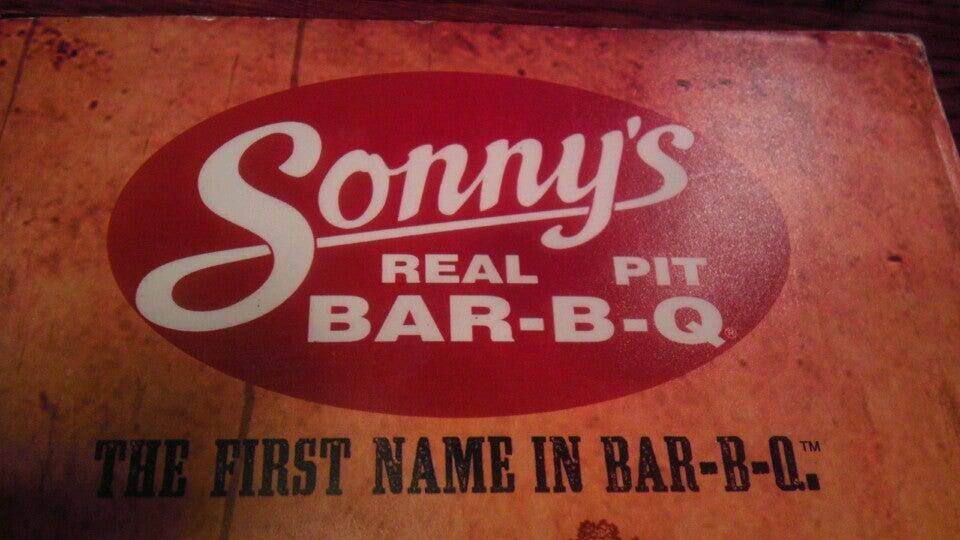 Sonny's
REAL PIT
BAR-B-Q®
THE FIRST NAME IN BAR-B-Q.™